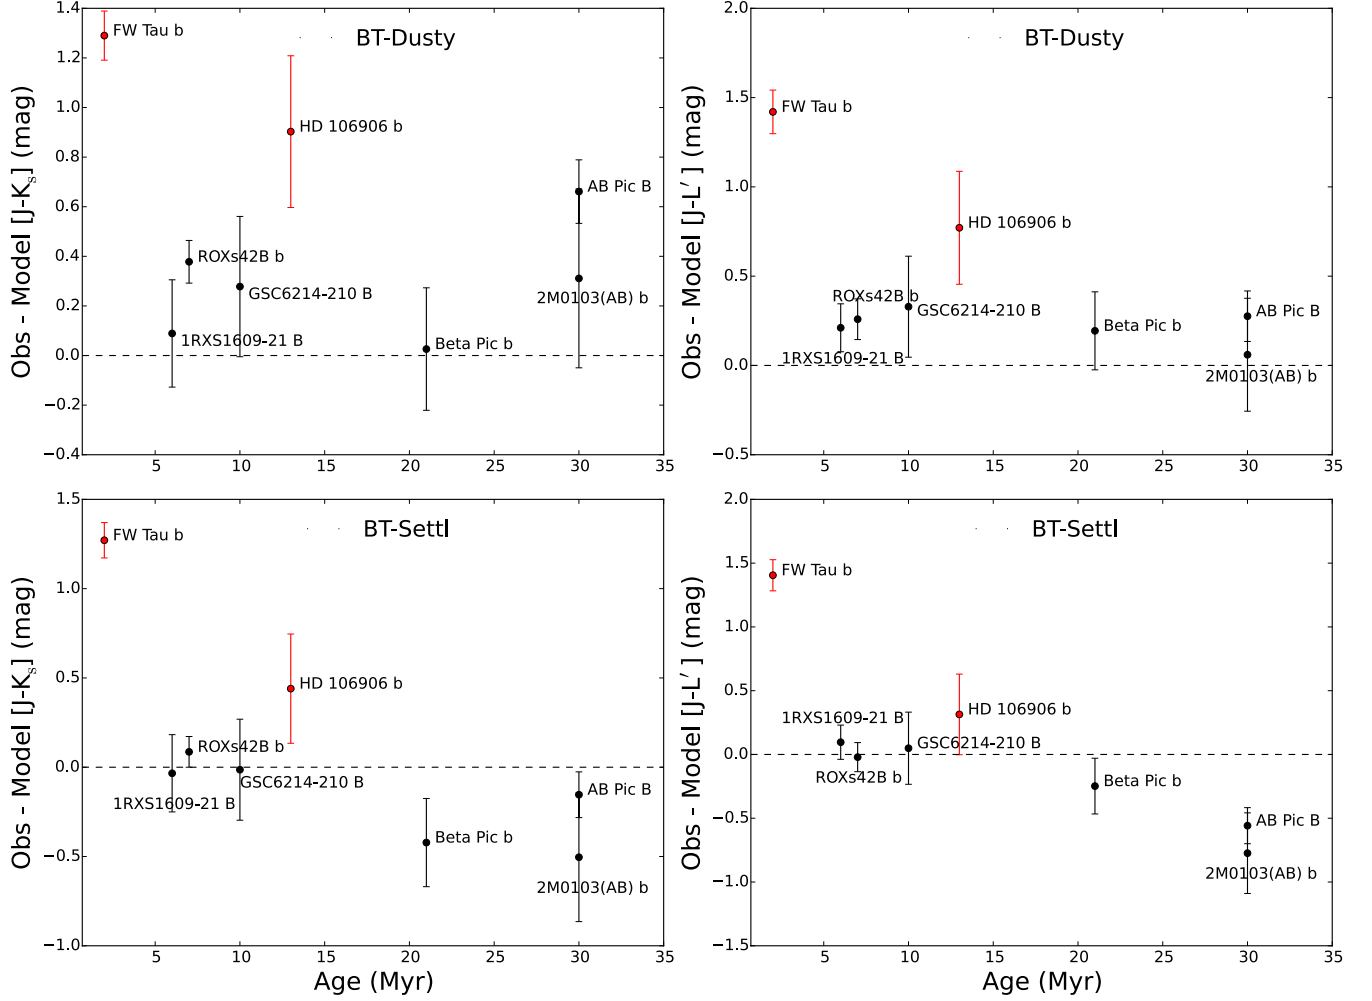 1.4
1.2
1.0
0.8
0.6
0.4
0.2
0.0
−0.2
−0.4
Obs - Model [J-Ks] (mag)
BT-Dusty
FW Tau b
HD 106906 b
AB Pic B
ROXs42B b
GSC6214-210 B
2M0103(AB) b
1RXS1609-21 B
Beta Pic b
5 10 15 20 25 30 35
2.0
1.5
1.0
0.5
0.0
−0.5
Obs - Model [J-L′] (mag)
BT-Dusty
FW Tau b
HD 106906 b
ROXs42B b
GSC6214-210 B
AB Pic B
Beta Pic b
1RXS1609-21 B
2M0103(AB) b
5 10 15 20 25 30 35
1.5
1.0
0.5
0.0
−0.5
−1.0
Obs - Model [J-Ks] (mag)
BT-Settl
FW Tau b
HD 106906 b
ROXs42B b
GSC6214-210 B
AB Pic B
1RXS1609-21 B
Beta Pic b
2M0103(AB) b
5 10 15 20 25 30 35
Age (Myr)
2.0
1.5
1.0
0.5
0.0
−0.5
−1.0
−1.5
Obs - Model [J-L′] (mag)
BT-Settl
FW Tau b
1RXS1609-21 B
HD 106906 b
GSC6214-210 B
ROXs42B b
Beta Pic b
AB Pic B
2M0103(AB) b
5 10 15 20 25 30 35
Age (Myr)